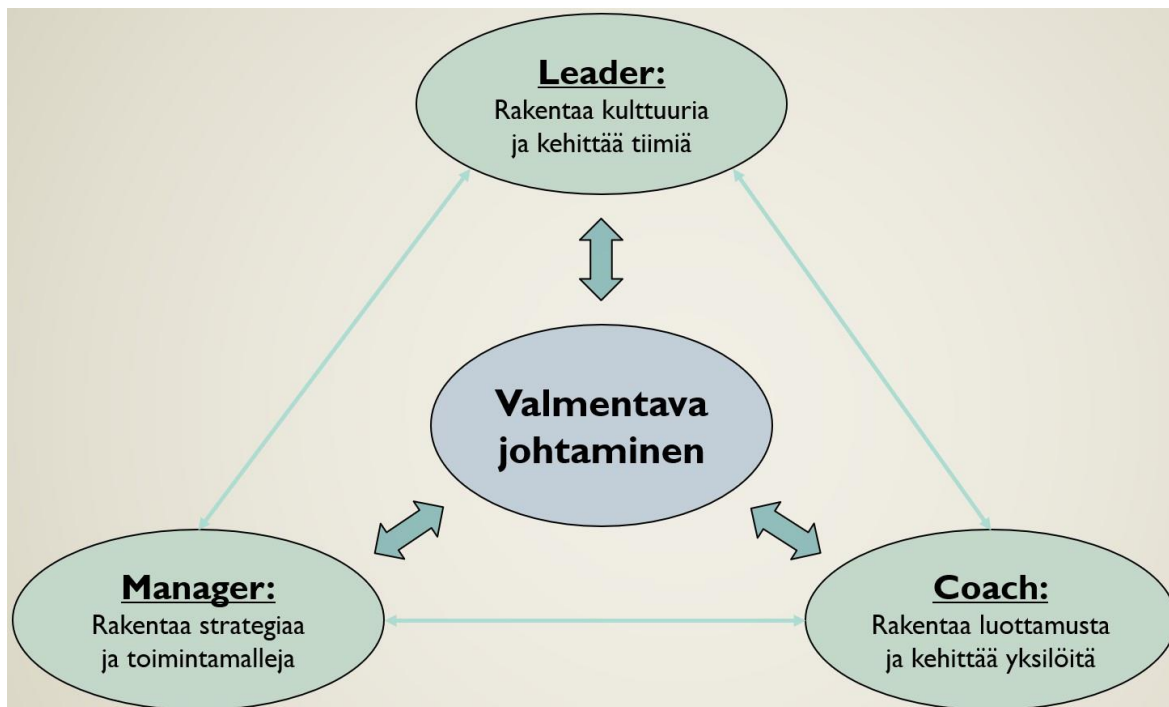 Leader:
Rakentaa kulttuuria
ja kehittää tiimiä
Valmentava
johtaminen
Manager:
Rakentaa strategiaa
ja toimintamalleja
Coach:
Rakentaa luottamusta
ja kehittää yksilöitä